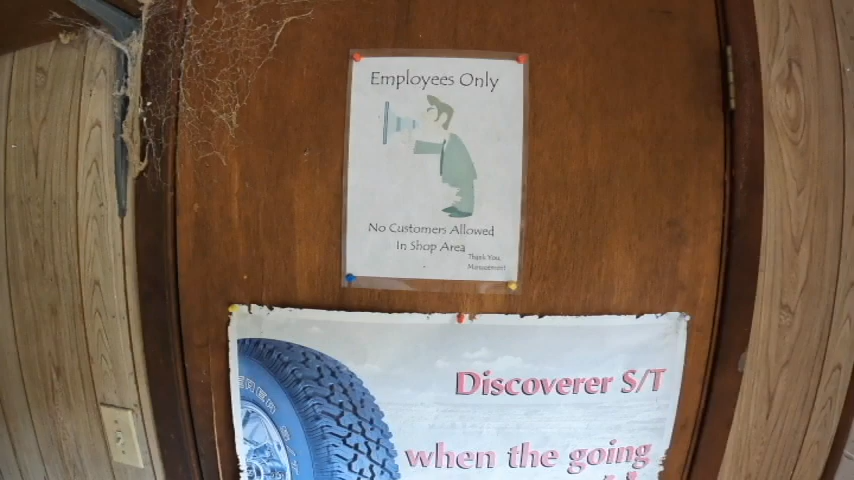 Employees Only
No Customers Allowed
In Shop Area
Thank You,
Management
Discoverer S/T
when the going